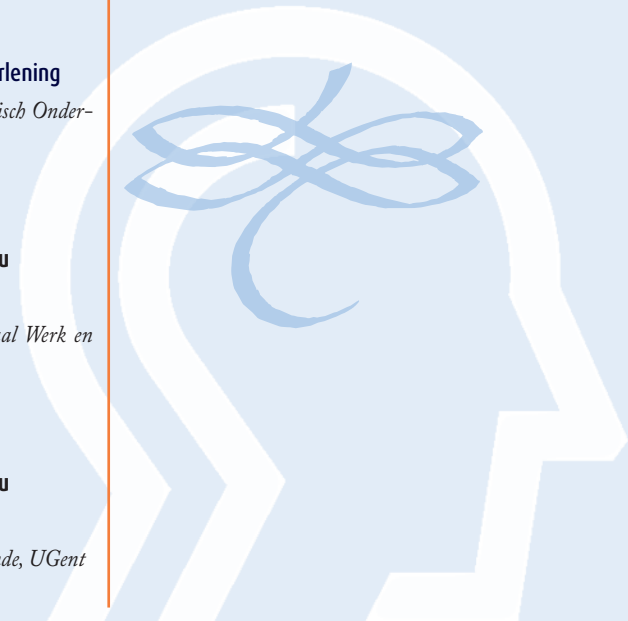 rlening
isch Onder-
u
al Werk en
u
de, UGent